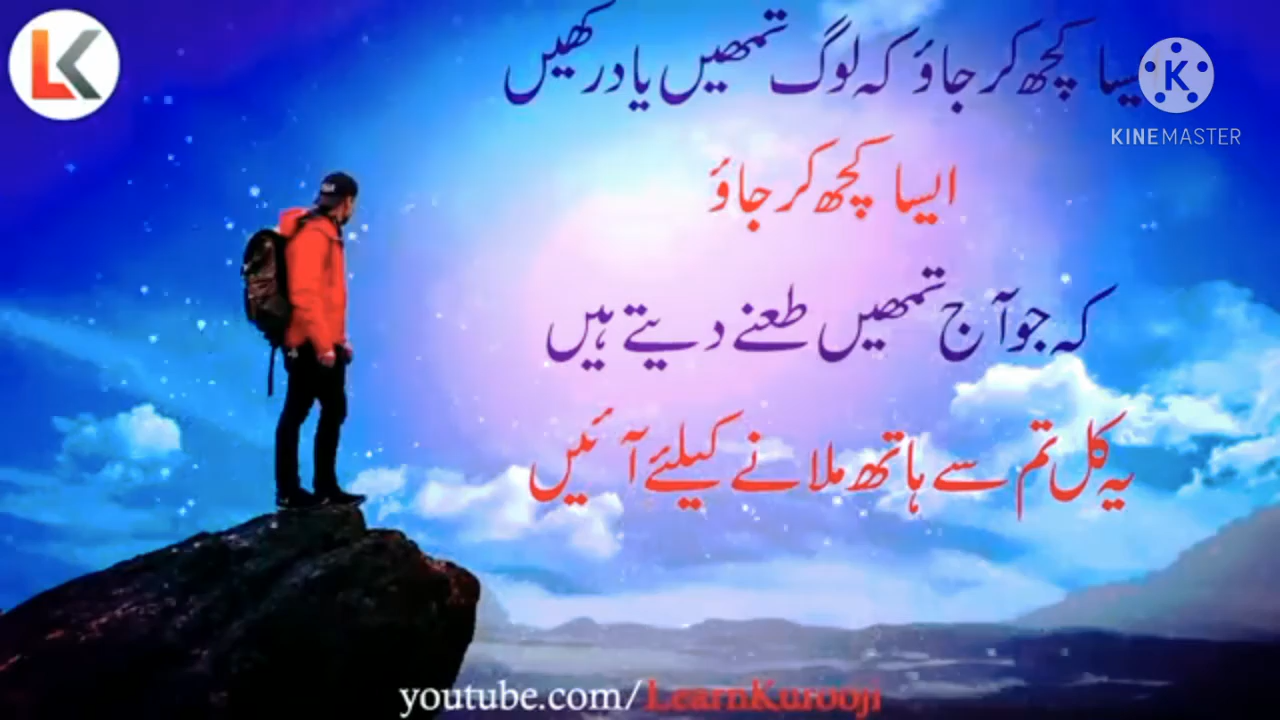 کچھ کر جاؤ کہ لوگ تمھیں یاد رکھیں
ایسا کچھ کر جاؤ
کہ جو آج تمھیں طعنے دیتے ہیں
یہ کل تم سے ہاتھ ملانے کیلئے آئیں
LK
K
KINEMASTER
youtube.com/LearnKurooji